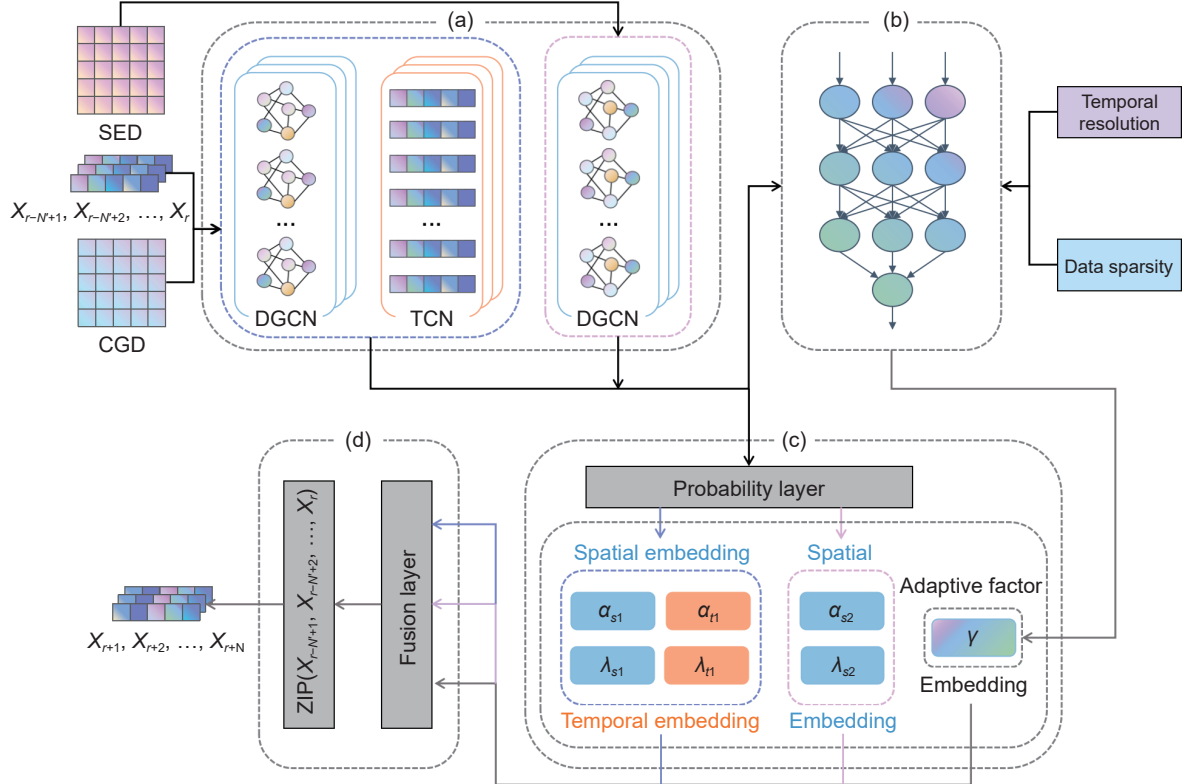 (a)
(b)
SED
X_{r−N′+1}, X_{r−N′+2}, …, X_r
CGD
...
...
...
DGCN
TCN
DGCN
Temporal
resolution
Data sparsity
(d)
(c)
ZIP(X_{r−N′+1}, X_{r−N′+2}, …, X_r)
Fusion layer
X_{r+1}, X_{r+2}, …, X_{r+N}
Probability layer
Spatial embedding
Spatial
Adaptive factor
α_{s1}
α_{t1}
α_{s2}
γ
λ_{s1}
λ_{t1}
λ_{s2}
Embedding
Temporal embedding
Embedding